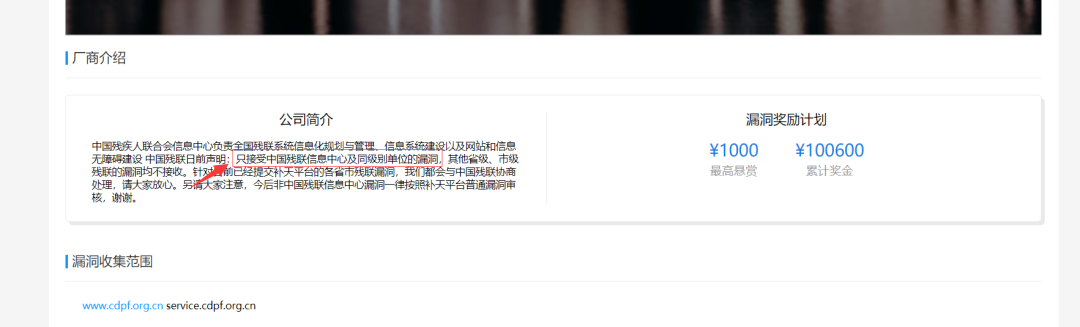 厂商介绍
公司简介
中国残疾人联合会信息中心负责全国残联系统信息化规划与管理、信息系统建设以及网站和信息
无障碍建设 中国残联日前声明：只接受中国残联信息中心及同级别单位的漏洞，其他省级、市级
残联的漏洞均不接收。针对目前已经提交补天平台的各省市残联漏洞，我们都会与中国残联协商
处理，请大家放心。另请大家注意，今后非中国残联信息中心漏洞一律按照补天平台普通漏洞审
核，谢谢。
漏洞奖励计划
¥1000 ¥100600
最高悬赏 累计奖金
漏洞收集范围
www.cdpf.org.cn service.cdpf.org.cn